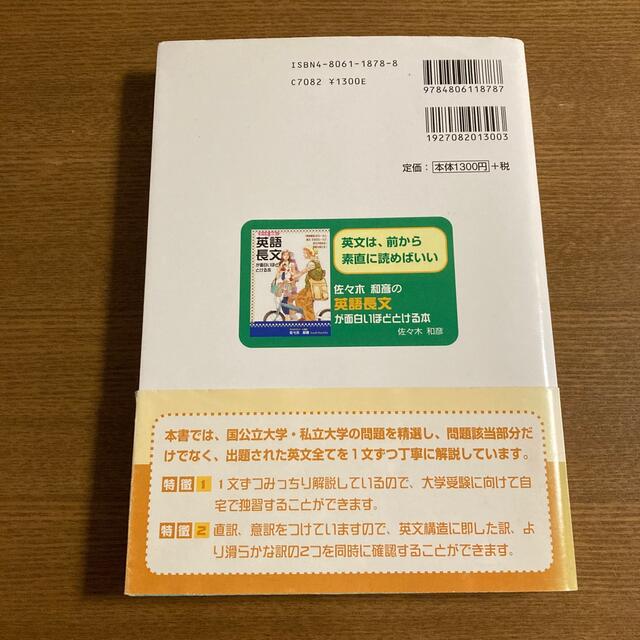 ISBN4-8061-1878-8
C7082 ¥1300E
9784806118787
1927082013003
定価：本体1300円+税
英語
長文
が面白いほど
とける本
英文は、前から
素直に読めばいい
佐々木 和彦の
英語長文
が面白いほどとける本
佐々木 和彦
本書では、国公立大学・私立大学の問題を精選し、問題該当部分だ
けでなく、出題された英文全てを1文ずつ丁寧に解説しています。
特徴1 1文ずつみっちり解説しているので、大学受験に向けて自
宅で独習することができます。
特徴2 直訳、意訳をつけていますので、英文構造に即した訳、よ
り滑らかな訳の2つを同時に確認することができます。